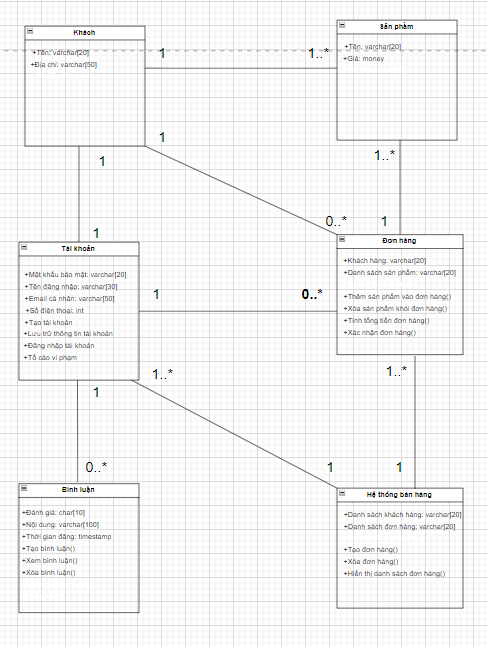 Khách
+Tên: varchar[20]
+Địa chỉ: varchar[50]
1
1..*
Sản phẩm
+Tên: varchar[20]
+Giá: money
1
1
1..*
0..*
1
1
Tài khoản
+Mật khẩu bảo mật: varchar[20]
+Tên đăng nhập: varchar[30]
+Email cá nhân: varchar[50]
+Số điện thoại: int
+Tạo tài khoản
+Lưu trữ thông tin tài khoản
+Đăng nhập tài khoản
+Tố cáo vi phạm
1
0..*
Đơn hàng
+Khách hàng: varchar[20]
+Danh sách sản phẩm: varchar[20]
+Thêm sản phẩm vào đơn hàng()
+Xóa sản phẩm khỏi đơn hàng()
+Tính tổng tiền đơn hàng()
+Xác nhận đơn hàng()
1..*
1
1..*
0..*
1
1
Bình luận
+Đánh giá: char[10]
+Nội dung: varchar[100]
+Thời gian đăng: timestamp
+Tạo bình luận()
+Xem bình luận()
+Xóa bình luận()
Hệ thống bán hàng
+Danh sách khách hàng: varchar[20]
+Danh sách đơn hàng: varchar[20]
+Tạo đơn hàng()
+Xóa đơn hàng()
+Hiển thị danh sách đơn hàng()